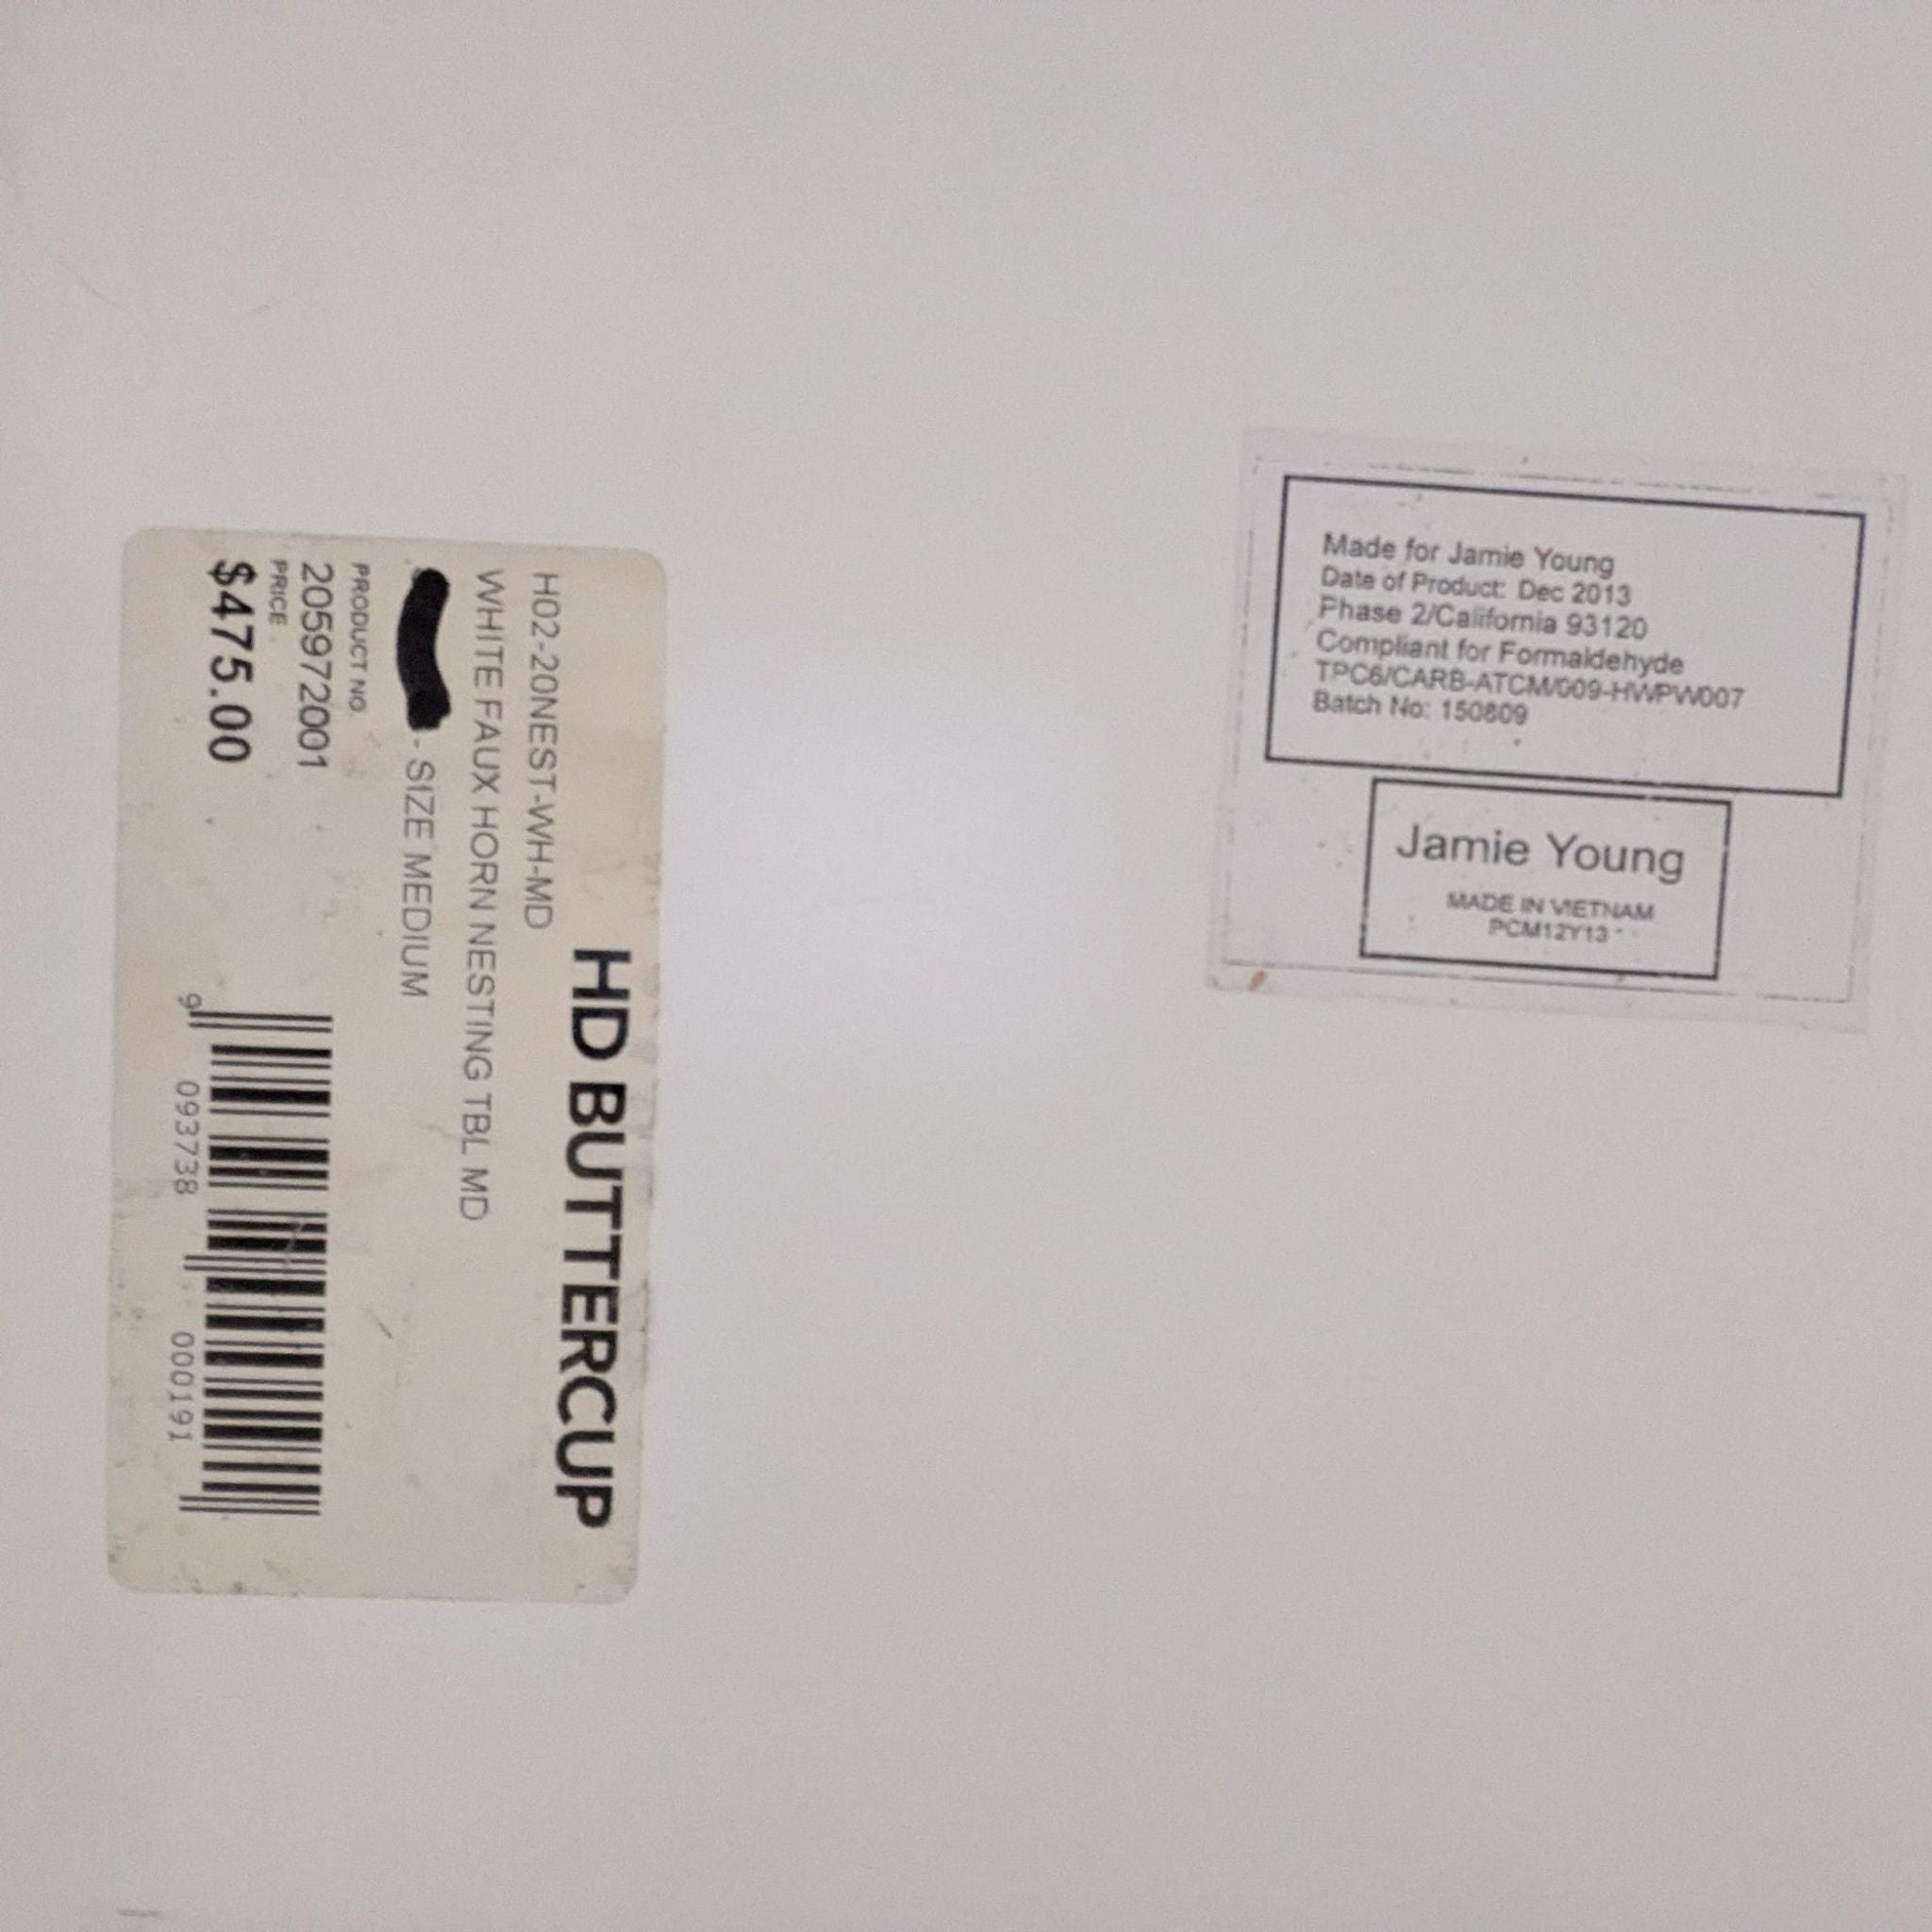 HD BUTTERCUP
H02-20NEST-WH-MD
WHITE FAUX HORN NESTING TBL MD
- SIZE MEDIUM
PRODUCT NO.
2059972001
PRICE
$475.00
9 093738 000191
Made for Jamie Young
Date of Product: Dec 2013
Phase 2/California 93120
Compliant for Formaldehyde
TPC6/CARB-ATCM/009-HWPW007
Batch No: 150809
Jamie Young
MADE IN VIETNAM
PCM12Y13